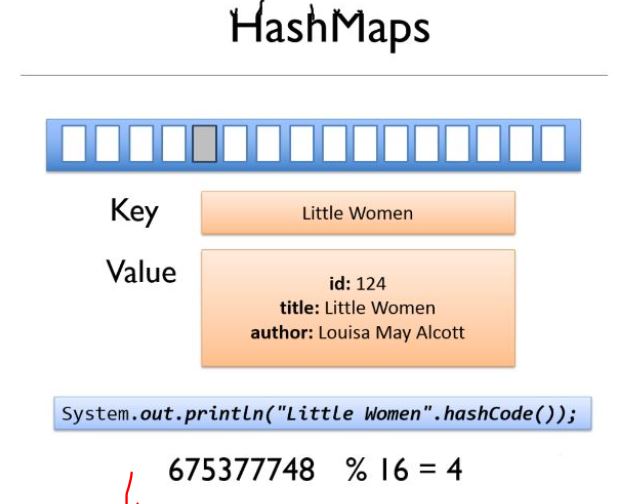 HashMaps
Key
Little Women
Value
id: 124
title: Little Women
author: Louisa May Alcott
System.out.println("Little Women".hashCode());
675377748 % 16 = 4